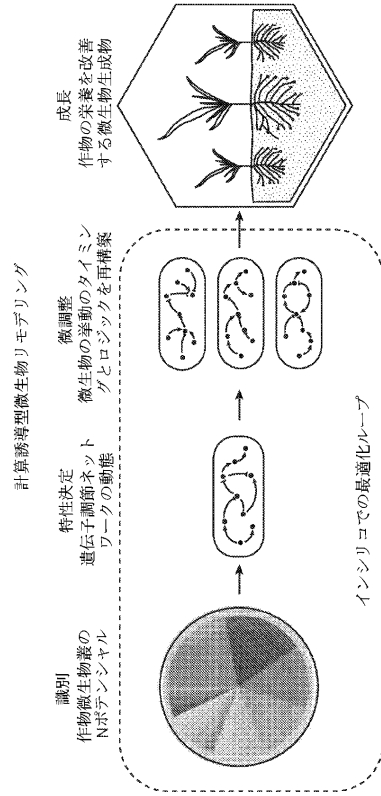 計算誘導型微生物リモデリング
識別
作物微生物叢の
Nポテンシャル
特性決定
遺伝子調節ネット
ワークの動態
微調整
微生物の挙動のタイミン
グとロジックを再構築
成長
作物の栄養を改善
する微生物生成物
インシリコでの最適化ループ